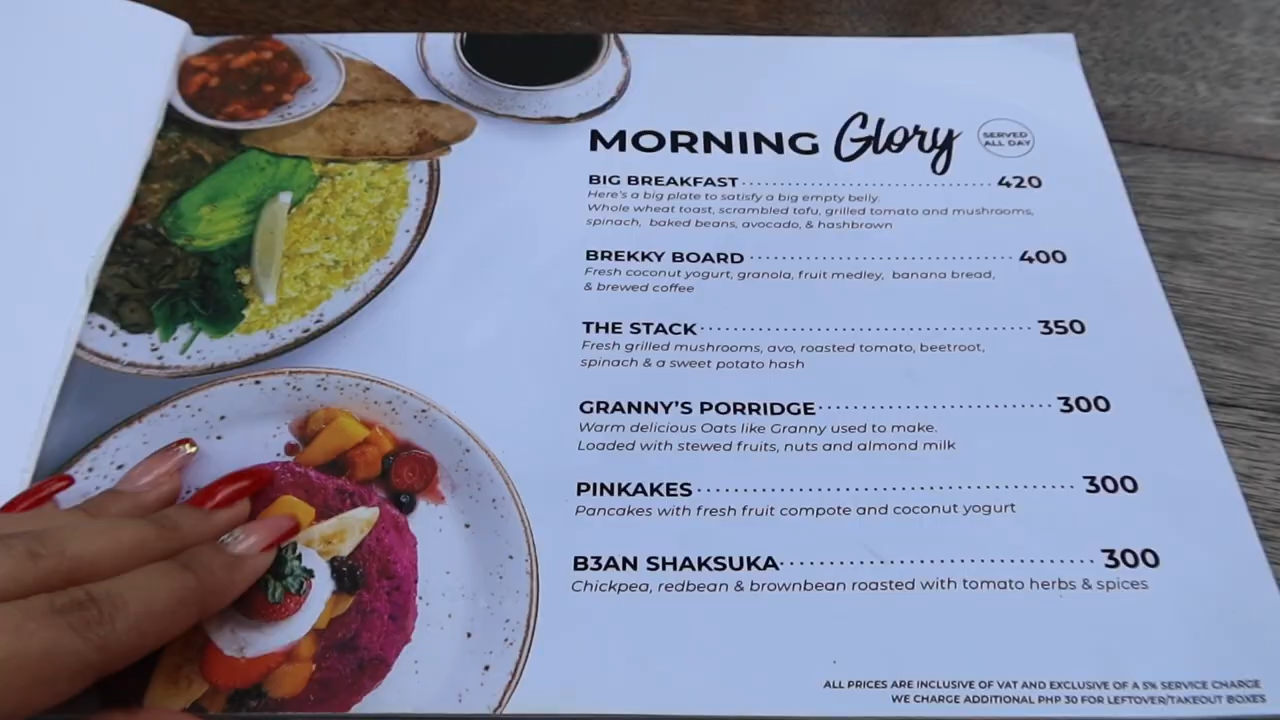 MORNING Glory
SERVED
ALL DAY
BIG BREAKFAST 420
Here's a big plate to satisfy a big empty belly.
Whole wheat toast, scrambled tofu, grilled tomato and mushrooms,
spinach, baked beans, avocado, & hashbrown
BREKKY BOARD 400
Fresh coconut yogurt, granola, fruit medley, banana bread,
& brewed coffee
THE STACK 350
Fresh grilled mushrooms, avo, roasted tomato, beetroot,
spinach & a sweet potato hash
GRANNY'S PORRIDGE 300
Warm delicious Oats like Granny used to make.
Loaded with stewed fruits, nuts and almond milk
PINKAKES 300
Pancakes with fresh fruit compote and coconut yogurt
B3AN SHAKSUKA 300
Chickpea, redbean & brownbean roasted with tomato herbs & spices
ALL PRICES ARE INCLUSIVE OF VAT AND EXCLUSIVE OF A 5% SERVICE CHARGE
WE CHARGE ADDITIONAL PHP 30 FOR LEFTOVER/TAKEOUT BOXES